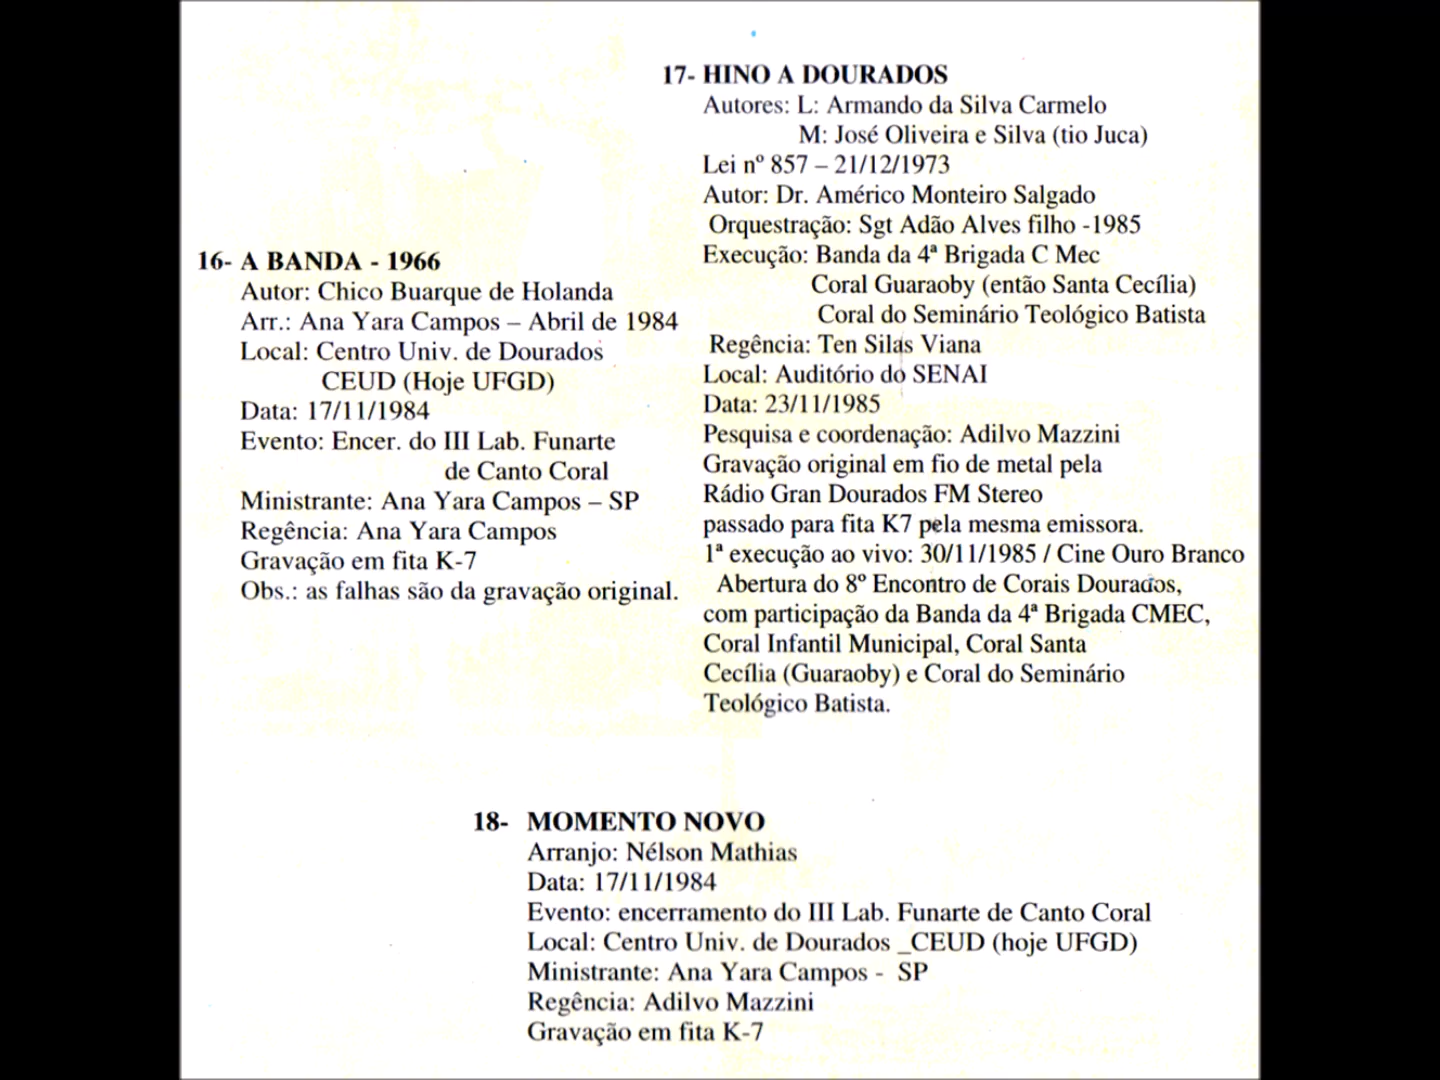 16- A BANDA - 1966
Autor: Chico Buarque de Holanda
Arr.: Ana Yara Campos – Abril de 1984
Local: Centro Univ. de Dourados
CEUD (Hoje UFGD)
Data: 17/11/1984
Evento: Encer. do III Lab. Funarte
de Canto Coral
Ministrante: Ana Yara Campos – SP
Regência: Ana Yara Campos
Gravação em fita K-7
Obs.: as falhas são da gravação original.
17- HINO A DOURADOS
Autores: L: Armando da Silva Carmelo
M: José Oliveira e Silva (tio Juca)
Lei nº 857 – 21/12/1973
Autor: Dr. Américo Monteiro Salgado
Orquestração: Sgt Adão Alves filho -1985
Execução: Banda da 4ª Brigada C Mec
Coral Guaraoby (então Santa Cecília)
Coral do Seminário Teológico Batista
Regência: Ten Silas Viana
Local: Auditório do SENAI
Data: 23/11/1985
Pesquisa e coordenação: Adilvo Mazzini
Gravação original em fio de metal pela
Rádio Gran Dourados FM Stereo
passado para fita K7 pela mesma emissora.
1ª execução ao vivo: 30/11/1985 / Cine Ouro Branco
Abertura do 8º Encontro de Corais Dourados,
com participação da Banda da 4ª Brigada CMEC,
Coral Infantil Municipal, Coral Santa
Cecília (Guaraoby) e Coral do Seminário
Teológico Batista.
18- MOMENTO NOVO
Arranjo: Nélson Mathias
Data: 17/11/1984
Evento: encerramento do III Lab. Funarte de Canto Coral
Local: Centro Univ. de Dourados _CEUD (hoje UFGD)
Ministrante: Ana Yara Campos - SP
Regência: Adilvo Mazzini
Gravação em fita K-7